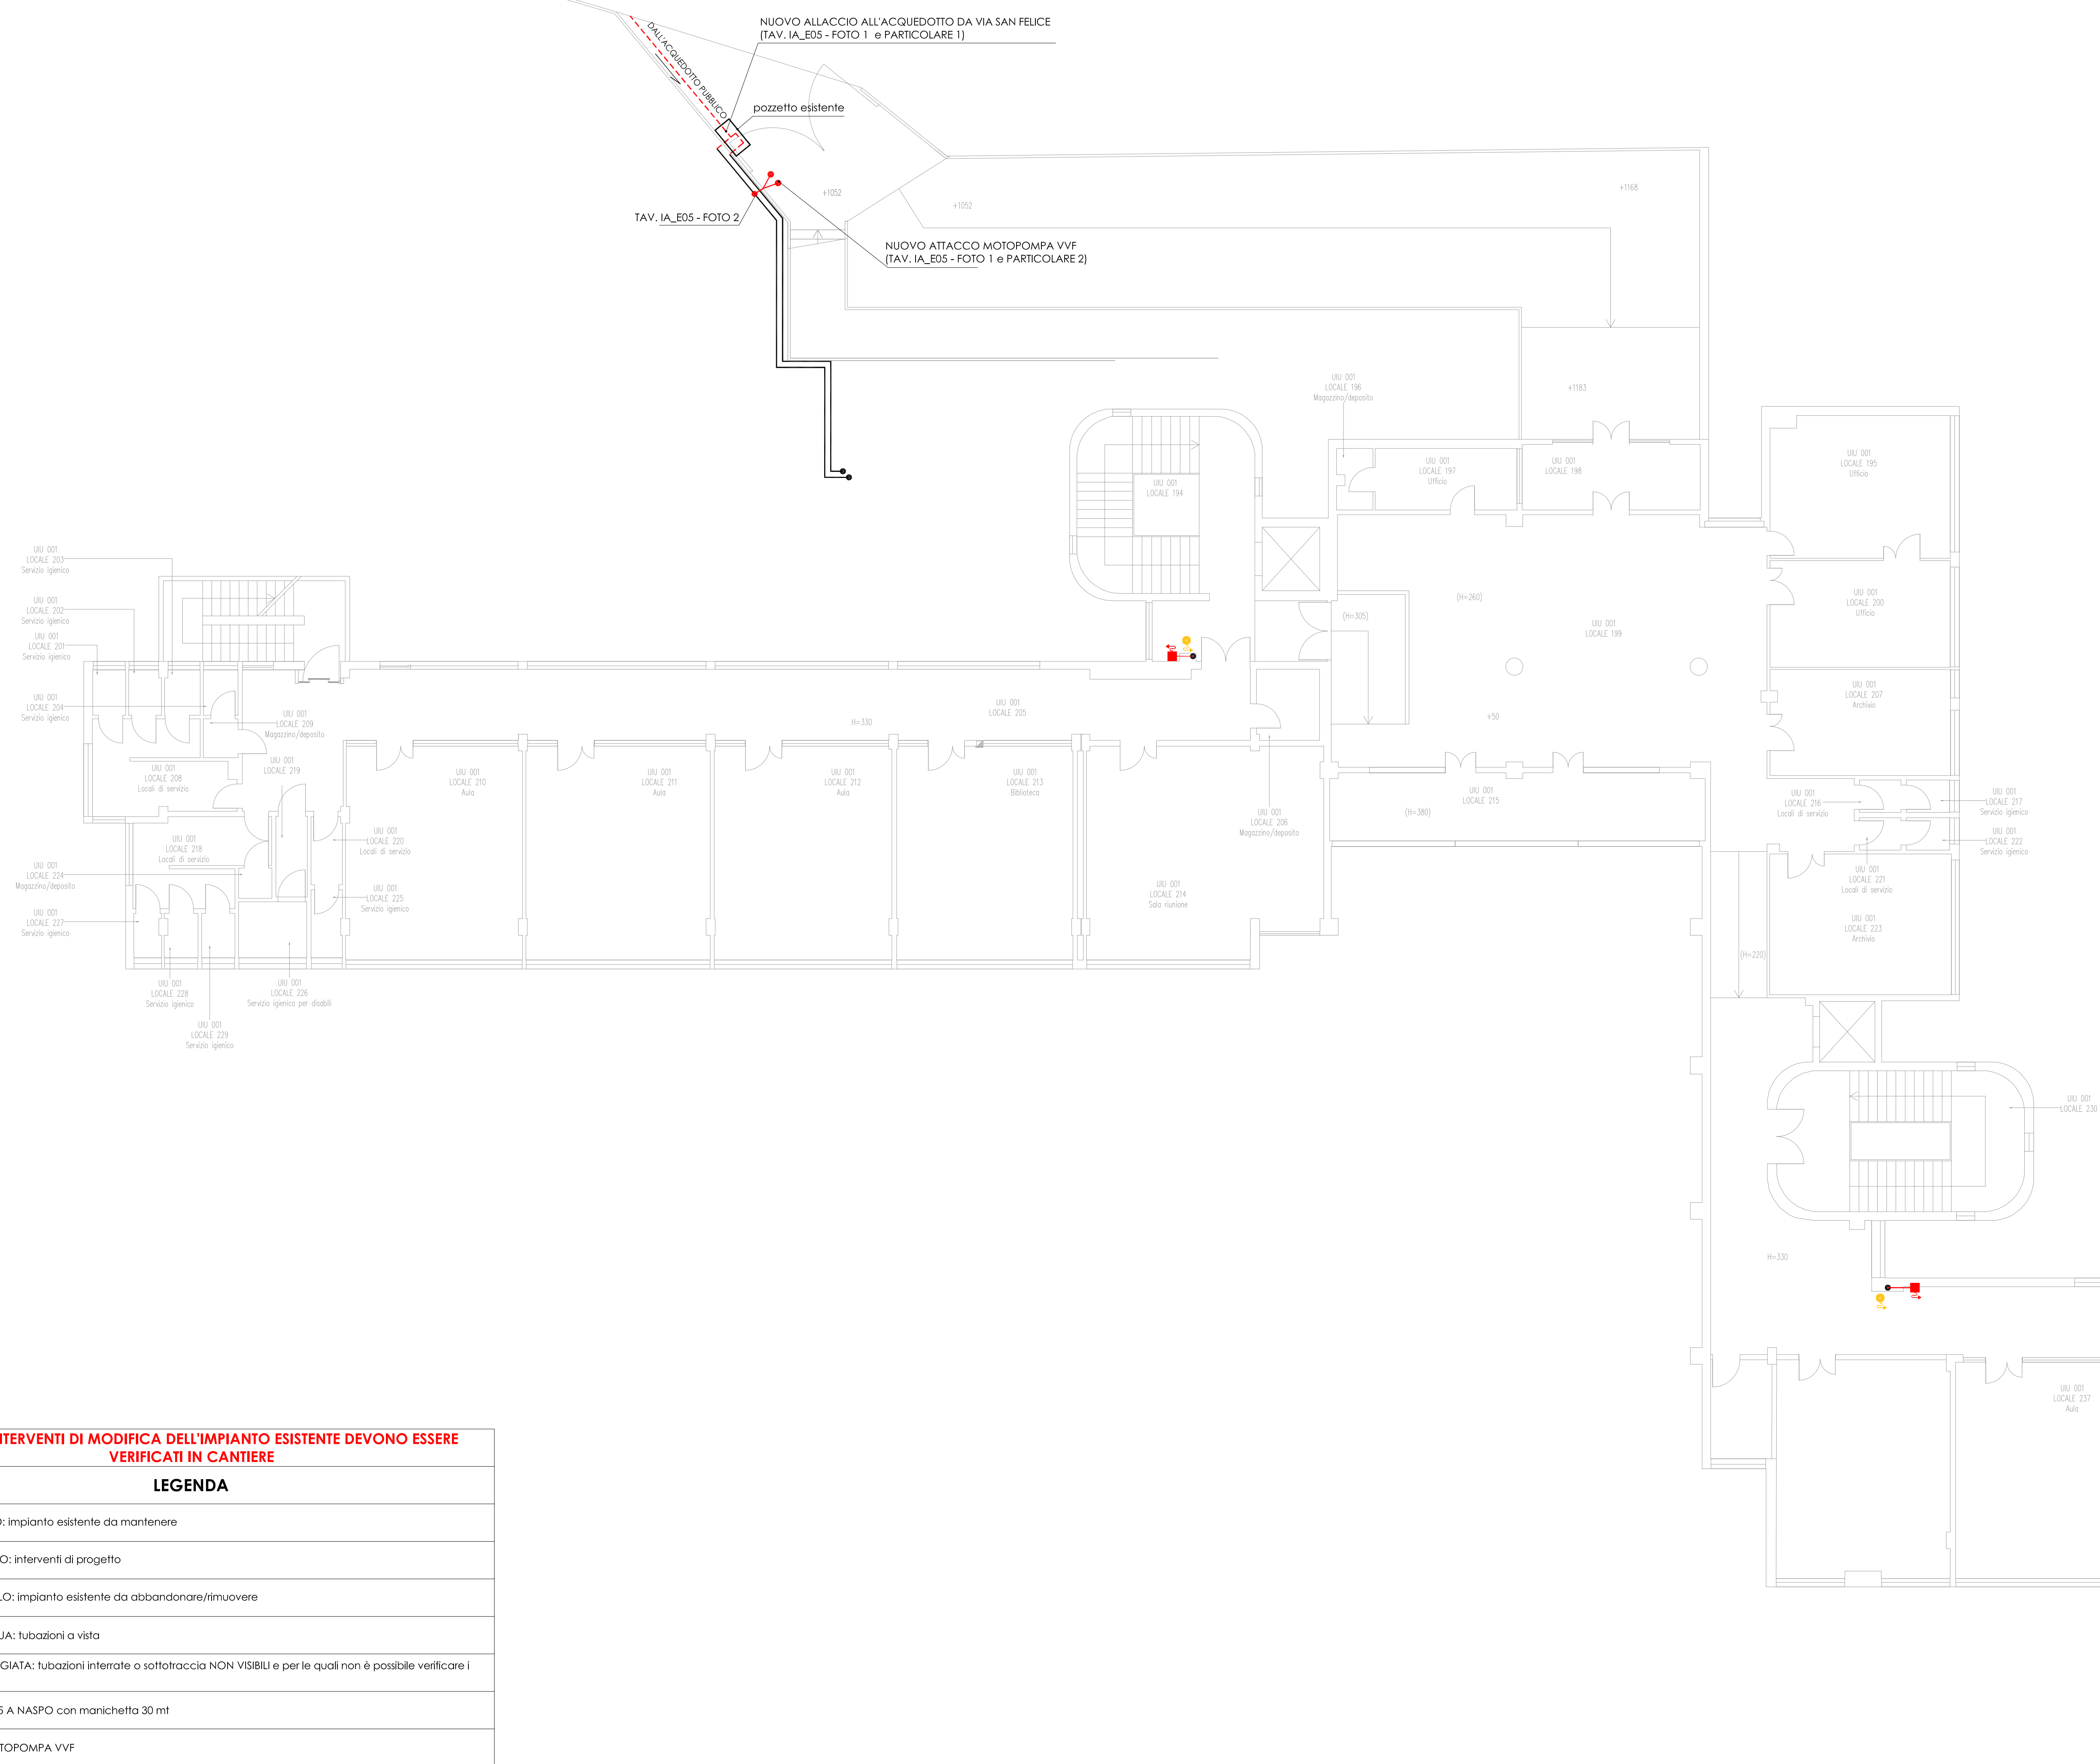 NUOVO ALLACCIO ALL'ACQUEDOTTO DA VIA SAN FELICE
(TAV. IA_E05 - FOTO 1 e PARTICOLARE 1)
DALL'ACQUEDOTTO PUBBLICO
pozzetto esistente
+1052
+1052
+1168
TAV. IA_E05 - FOTO 2
NUOVO ATTACCO MOTOPOMPA VVF
(TAV. IA_E05 - FOTO 1 e PARTICOLARE 2)
UIU 001
LOCALE 196
Magazzino/deposito
+1183
UIU 001
LOCALE 197
Ufficio
UIU 001
LOCALE 198
UIU 001
LOCALE 195
Ufficio
UIU 001
LOCALE 194
UIU 001
LOCALE 203
Servizio igienico
UIU 001
LOCALE 202
Servizio igienico
UIU 001
LOCALE 201
Servizio igienico
UIU 001
LOCALE 204
Servizio igienico
(H=260)
(H=305)
UIU 001
LOCALE 199
UIU 001
LOCALE 200
Ufficio
UIU 001
LOCALE 207
Archivio
UIU 001
LOCALE 209
Magazzino/deposito
H=330
UIU 001
LOCALE 205
+50
UIU 001
LOCALE 219
UIU 001
LOCALE 208
Locali di servizio
UIU 001
LOCALE 210
Aula
UIU 001
LOCALE 211
Aula
UIU 001
LOCALE 212
Aula
UIU 001
LOCALE 213
Biblioteca
UIU 001
LOCALE 206
Magazzino/deposito
(H=380)
UIU 001
LOCALE 215
UIU 001
LOCALE 216
Locali di servizio
UIU 001
LOCALE 217
Servizio igienico
UIU 001
LOCALE 222
Servizio igienico
UIU 001
LOCALE 218
Locali di servizio
UIU 001
LOCALE 220
Locali di servizio
UIU 001
LOCALE 224
Magazzino/deposito
UIU 001
LOCALE 225
Servizio igienico
UIU 001
LOCALE 214
Sala riunione
UIU 001
LOCALE 221
Locali di servizio
UIU 001
LOCALE 223
Archivio
UIU 001
LOCALE 227
Servizio igienico
(H=220)
UIU 001
LOCALE 228
Servizio igienico
UIU 001
LOCALE 226
Servizio igienico per disabili
UIU 001
LOCALE 229
Servizio igienico
UIU 001
LOCALE 230
H=330
UIU 001
LOCALE 237
Aula
NTERVENTI DI MODIFICA DELL'IMPIANTO ESISTENTE DEVONO ESSERE
VERIFICATI IN CANTIERE
LEGENDA
O: impianto esistente da mantenere
O: interventi di progetto
LO: impianto esistente da abbandonare/rimuovere
UA: tubazioni a vista
GIATA: tubazioni interrate o sottotraccia NON VISIBILI e per le quali non è possibile verificare i
5 A NASPO con manichetta 30 mt
TOPOMPA VVF